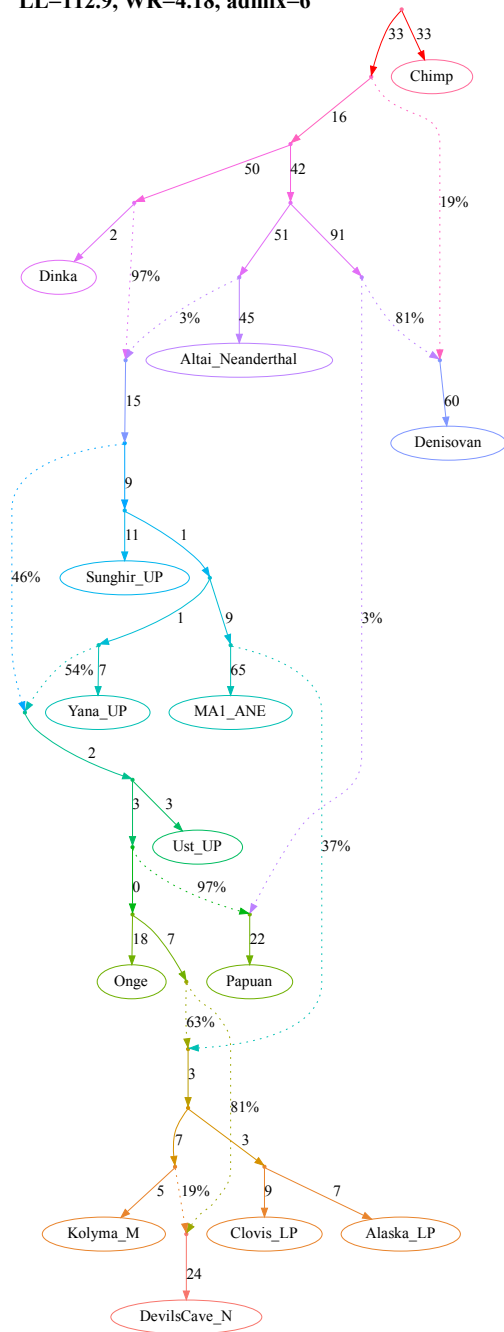 LL=112.9, WR=4.18, admix=6
33 33
Chimp
16
50 42
19%
2 51 91
Dinka
97%
3% 45 81%
Altai_Neanderthal
15 60
Denisovan
9
11 1
46% Sunghir_UP
1 9 3%
54% 7 65
Yana_UP MA1_ANE
2
3 3
Ust_UP 37%
0 97%
18 7 22
Onge Papuan
63%
3
81%
7 3
5 19% 9 7
Kolyma_M Clovis_LP Alaska_LP
24
DevilsCave_N